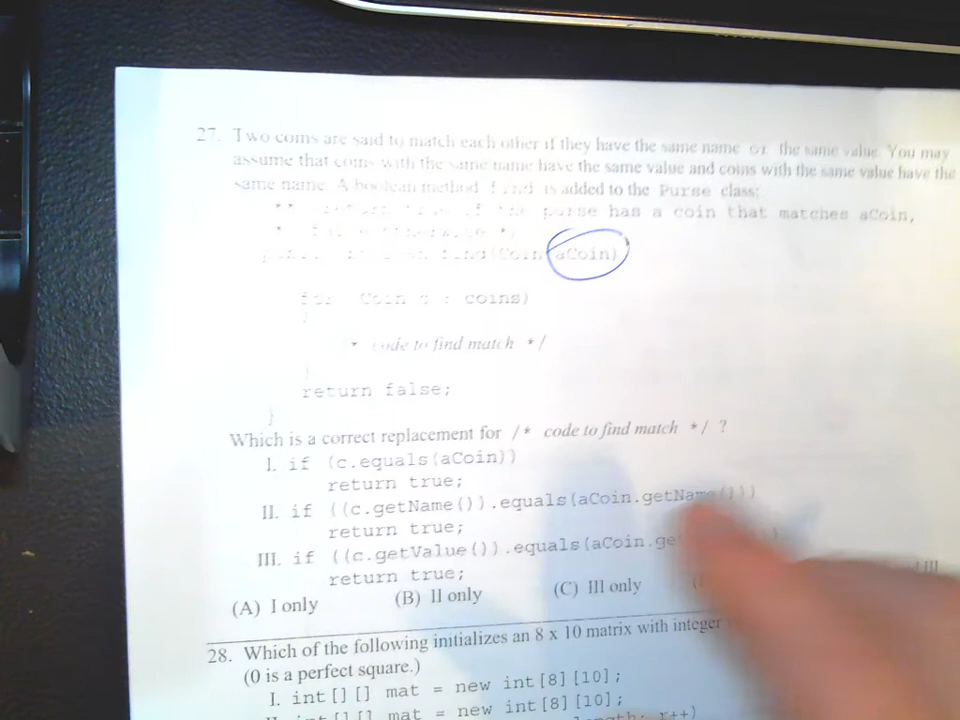 27. Two coins are said to match each other if they have the same name or the same value. You may
assume that coins with the same name have the same value and coins with the same value have the
same name. A boolean method find is added to the Purse class:
if the purse has a coin that matches aCoin,
find(Coin aCoin)
for Coin c : coins)
code to find match */
}
return false;
}
Which is a correct replacement for /* code to find match */ ?
I. if (c.equals(aCoin))
return true;
II. if ((c.getName()).equals(aCoin.getName()))
return true;
III. if ((c.getValue()).equals(aCoin.ge
return true;
(A) I only (B) II only (C) III only
28. Which of the following initializes an 8 x 10 matrix with integer
(0 is a perfect square.)
I. int[][] mat = new int[8][10];
mat = new int[8][10];
r++)